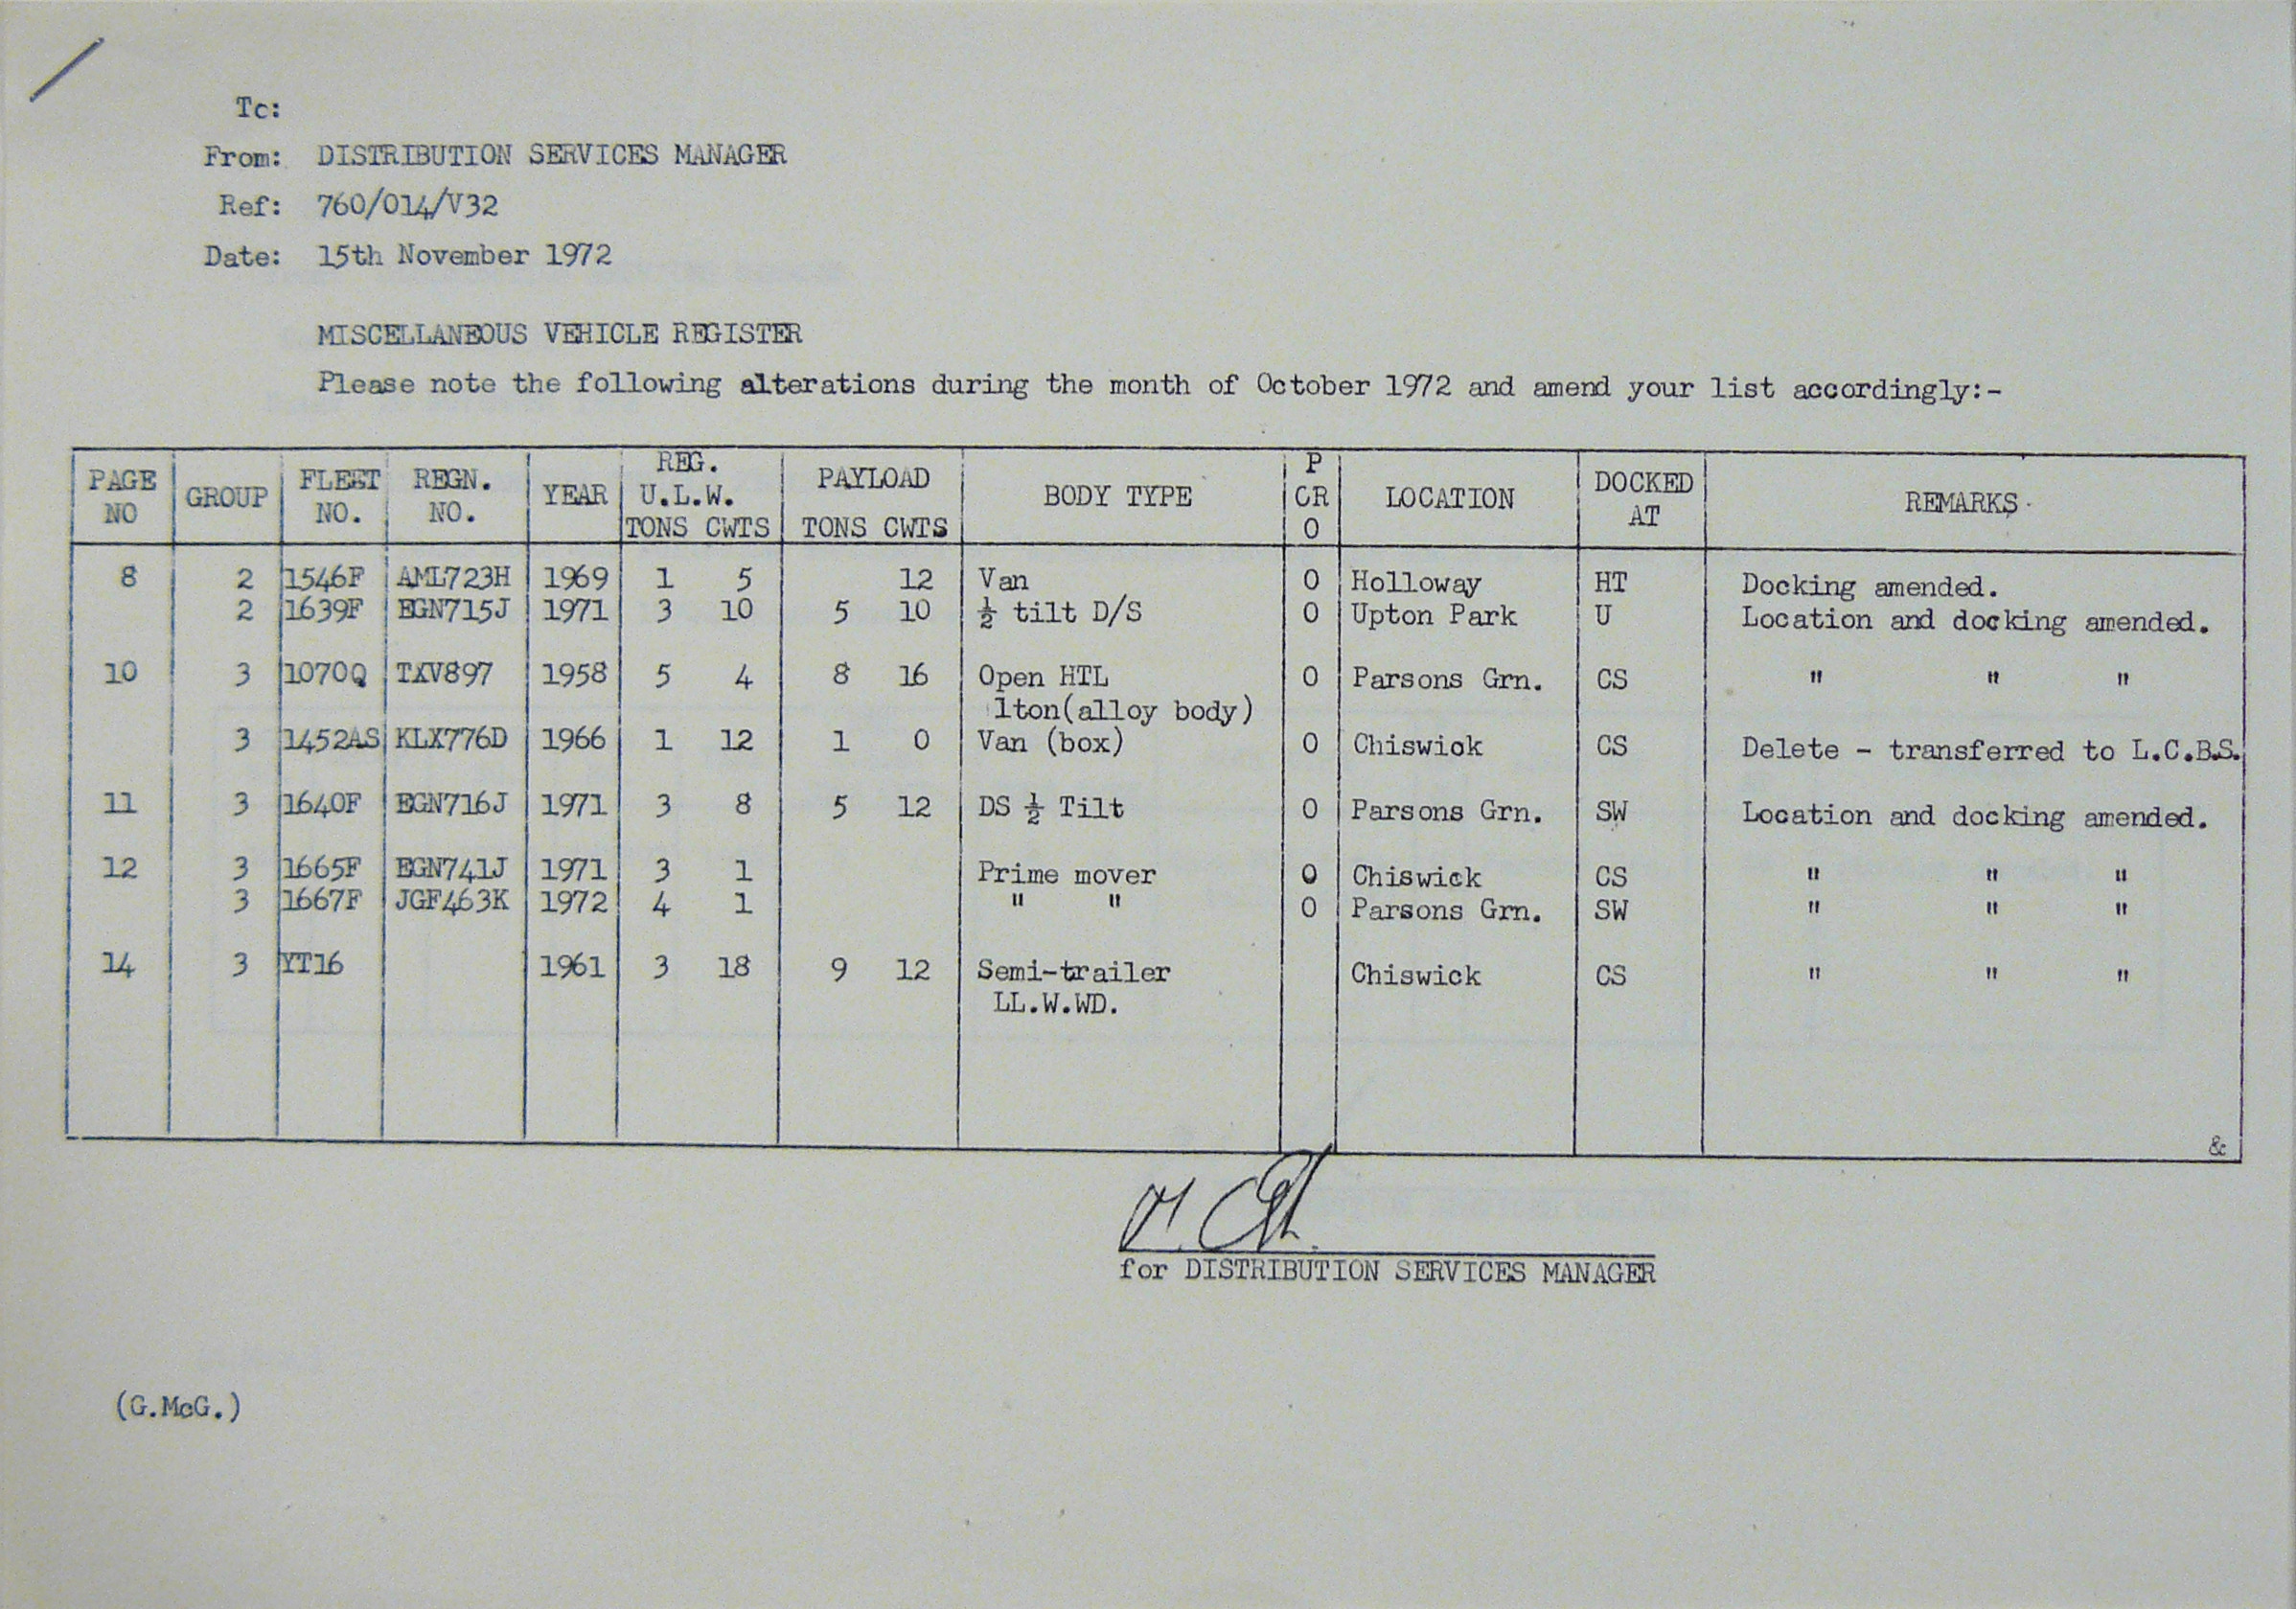 To:
From: DISTRIBUTION SERVICES MANAGER
Ref: 760/014/V32
Date: 15th November 1972
MISCELLANEOUS VEHICLE REGISTER
Please note the following alterations during the month of October 1972 and amend your list accordingly:-
PAGE NO GROUP FLEET NO. REGN. NO. YEAR REG. U.L.W. TONS CWTS PAYLOAD TONS CWTS BODY TYPE P OR O LOCATION DOCKED AT REMARKS
8 2 1546F AML723H 1969 1 5 12 Van O Holloway HT Docking amended.
2 1639F EGN715J 1971 3 10 5 10 ½ tilt D/S O Upton Park U Location and docking amended.
10 3 1070Q TXV897 1958 5 4 8 16 Open HTL O Parsons Grn. CS " " "
1ton(alloy body)
3 1452AS KLX776D 1966 1 12 1 0 Van (box) O Chiswick CS Delete - transferred to L.C.B.S.
11 3 1640F EGN716J 1971 3 8 5 12 DS ½ Tilt O Parsons Grn. SW Location and docking amended.
12 3 1665F EGN741J 1971 3 1 Prime mover O Chiswick CS " " "
3 1667F JGF463K 1972 4 1 " " O Parsons Grn. SW " " "
14 3 YT16 1961 3 18 9 12 Semi-trailer Chiswick CS " " "
LL.W.WD.
&
for DISTRIBUTION SERVICES MANAGER
(G.McG.)